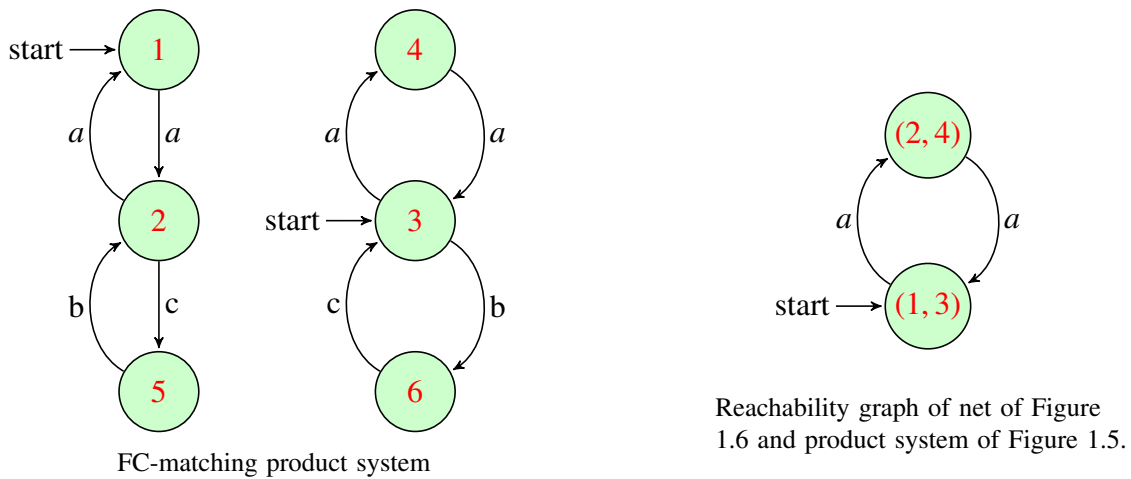 start
1
a
a
2
b
c
5
4
a
a
start
3
c
b
6
FC-matching product system
(2, 4)
a
a
start
(1, 3)
Reachability graph of net of Figure
1.6 and product system of Figure 1.5.